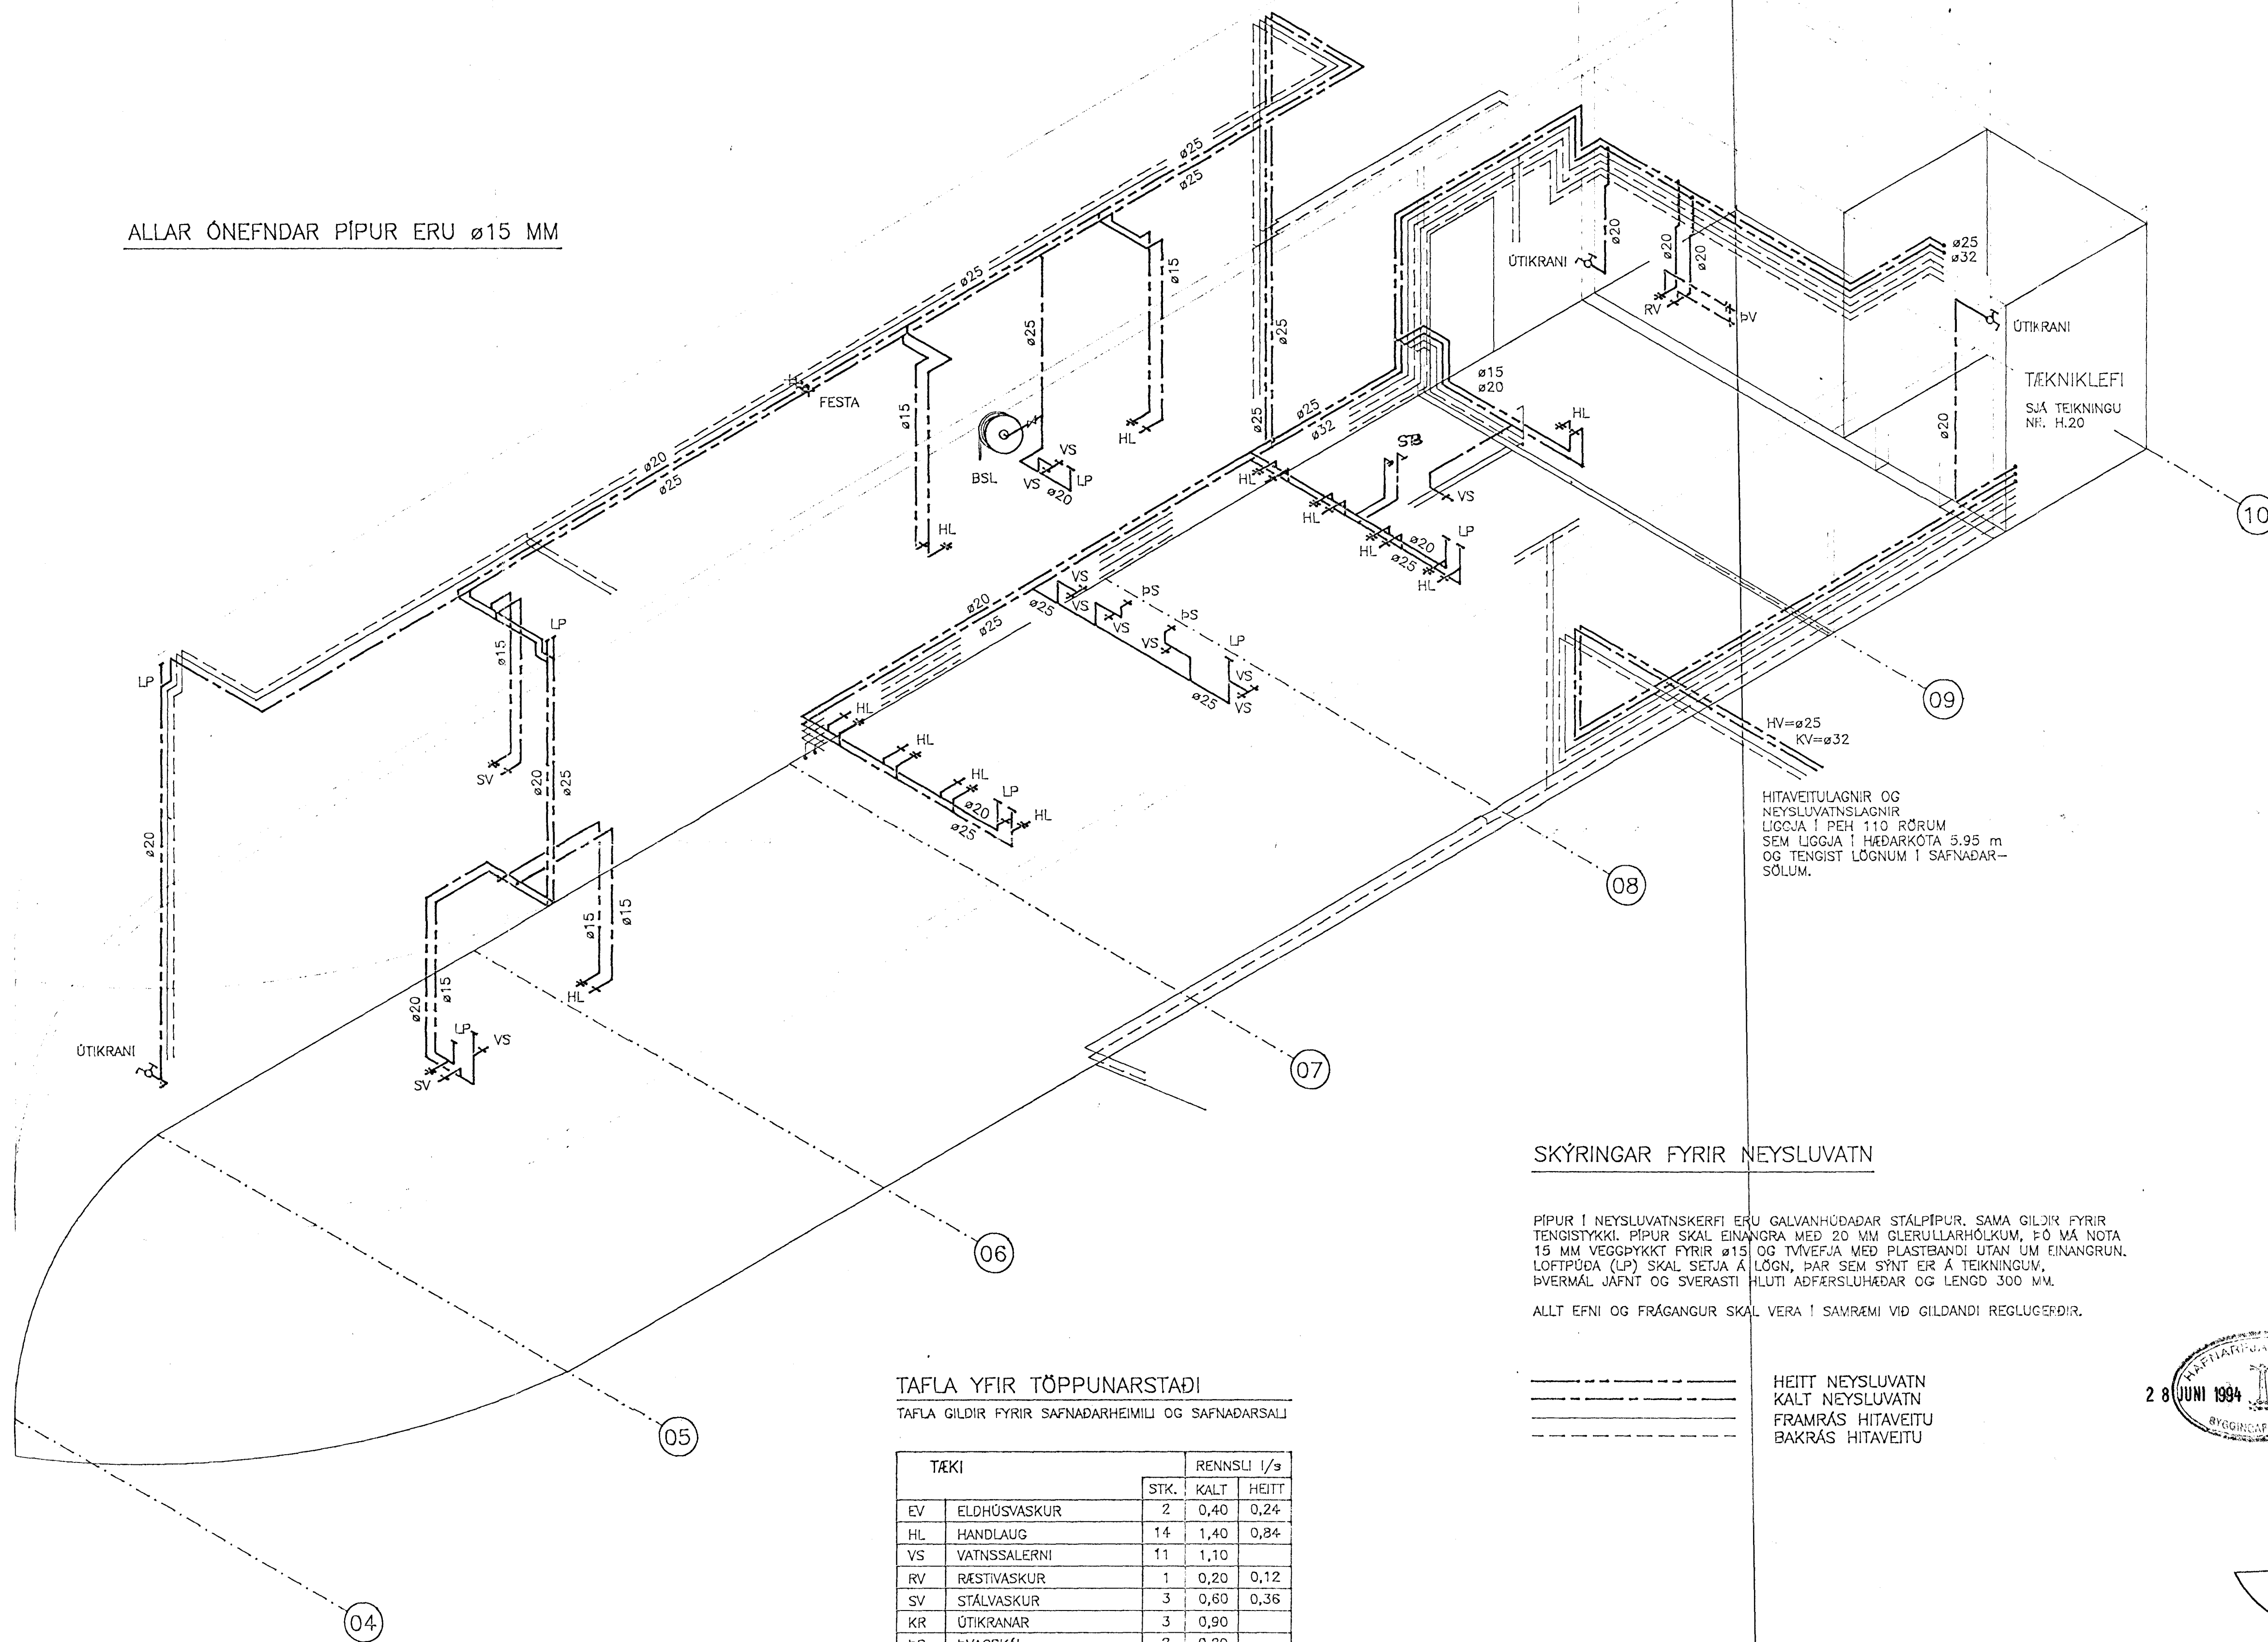 ALLAR ÓNEFNDAR PÍPUR ERU ø15 MM
ø25
ø25
ø25
ø15
ø25
ø15
FESTA
BSL
VS
VS
LP
ø20
HL
HL
ø20
ø25
ø25
ø25
ø25
ø32
ø15
ø20
HL
VS
HL
HL
HL
HL
LP
ø20
ø25
ÚTIKRANI
ø20
ø20
ø20
RV
ÞV
ø25
ø32
ÚTIKRANI
ø20
TÆKNIKLEFI
SJÁ TEIKNINGU
NR. H.20
10
LP
ø20
ÚTIKRANI
ø15
SV
LP
ø20
ø25
ø15
ø15
HL
ø20
ø15
LP
VS
SV
ø20
ø25
ø25
VS
VS
VS
ÞS
ÞS
VS
LP
VS
VS
ø25
HL
HL
HL
LP
HL
ø20
ø25
09
HV=ø25
KV=ø32
HITAVEITULAGNIR OG
NEYSLUVATNSLAGNIR
LIGGJA Í PEH 110 RÖRUM
SEM LIGGJA Í HÆÐARKÓTA 5.95 m
OG TENGIST LÖGNUM Í SAFNAÐAR-
SÖLUM.
08
07
06
05
04
SKÝRINGAR FYRIR NEYSLUVATN
PÍPUR Í NEYSLUVATNSKERFI ERU GALVANHÚÐAÐAR STÁLPÍPUR. SAMA GILDIR FYRIR
TENGISTYKKI. PÍPUR SKAL EINANGRA MEÐ 20 MM GLERULLARHÓLKUM, ÞÓ MÁ NOTA
15 MM VEGGÞYKKT FYRIR ø15 OG TVÍVEFJA MEÐ PLASTBANDI UTAN UM EINANGRUN.
LOFTPÚÐA (LP) SKAL SETJA Á LÖGN, ÞAR SEM SÝNT ER Á TEIKNINGUM,
ÞVERMÁL JAFNT OG SVERASTI HLUTI AÐFÆRSLUHÆÐAR OG LENGD 300 MM.
ALLT EFNI OG FRÁGANGUR SKAL VERA Í SAMRÆMI VIÐ GILDANDI REGLUGERÐIR.
HEITT NEYSLUVATN
KALT NEYSLUVATN
FRAMRÁS HITAVEITU
BAKRÁS HITAVEITU
28 JUNI 1994
TAFLA YFIR TÖPPUNARSTAÐI
TAFLA GILDIR FYRIR SAFNAÐARHEIMILI OG SAFNAÐARSALI
TÆKI RENNSLI l/s
STK. KALT HEITT
EV ELDHÚSVASKUR 2 0,40 0,24
HL HANDLAUG 14 1,40 0,84
VS VATNSSALERNI 11 1,10
RV RÆSTIVASKUR 1 0,20 0,12
SV STÁLVASKUR 3 0,60 0,36
KR ÚTIKRANAR 3 0,90